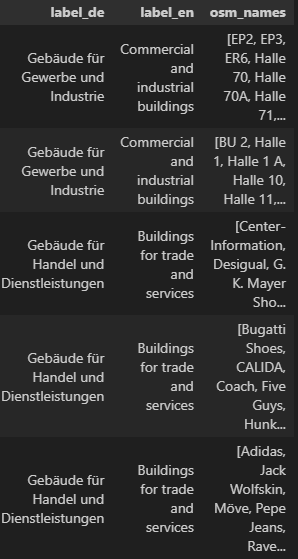 label_de label_en osm_names
Gebäude für
Gewerbe und
Industrie
Commercial
and
industrial
buildings
[EP2, EP3,
ER6, Halle
70, Halle
70A, Halle
71,...
Gebäude für
Gewerbe und
Industrie
Commercial
and
industrial
buildings
[BU 2, Halle
1, Halle 1 A,
Halle 10,
Halle 11,...
Gebäude für
Handel und
Dienstleistungen
Buildings
for trade
and
services
[Center-
Information,
Desigual, G.
K. Mayer
Sho...
Gebäude für
Handel und
Dienstleistungen
Buildings
for trade
and
services
[Bugatti
Shoes,
CALIDA,
Coach, Five
Guys,
Hunk...
Gebäude für
Handel und
Dienstleistungen
Buildings
for trade
and
services
[Adidas,
Jack
Wolfskin,
Möve, Pepe
Jeans,
Rave...